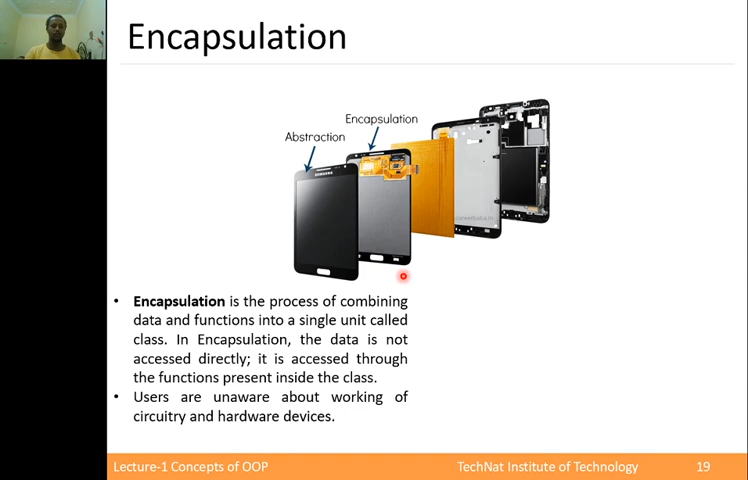 Encapsulation
Encapsulation
Abstraction
SAMSUNG
• Encapsulation is the process of combining
data and functions into a single unit called
class. In Encapsulation, the data is not
accessed directly; it is accessed through
the functions present inside the class.
• Users are unaware about working of
circuitry and hardware devices.
Lecture-1 Concepts of OOP
TechNat Institute of Technology
19